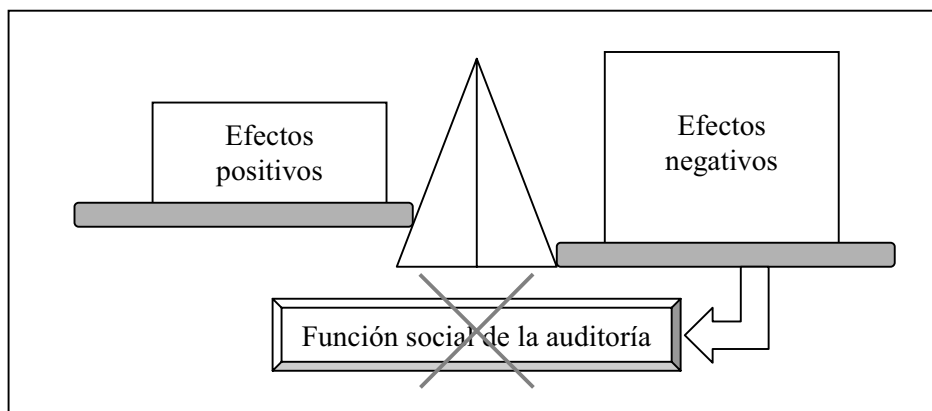 Efectos
positivos
Efectos
negativos
Función social de la auditoría